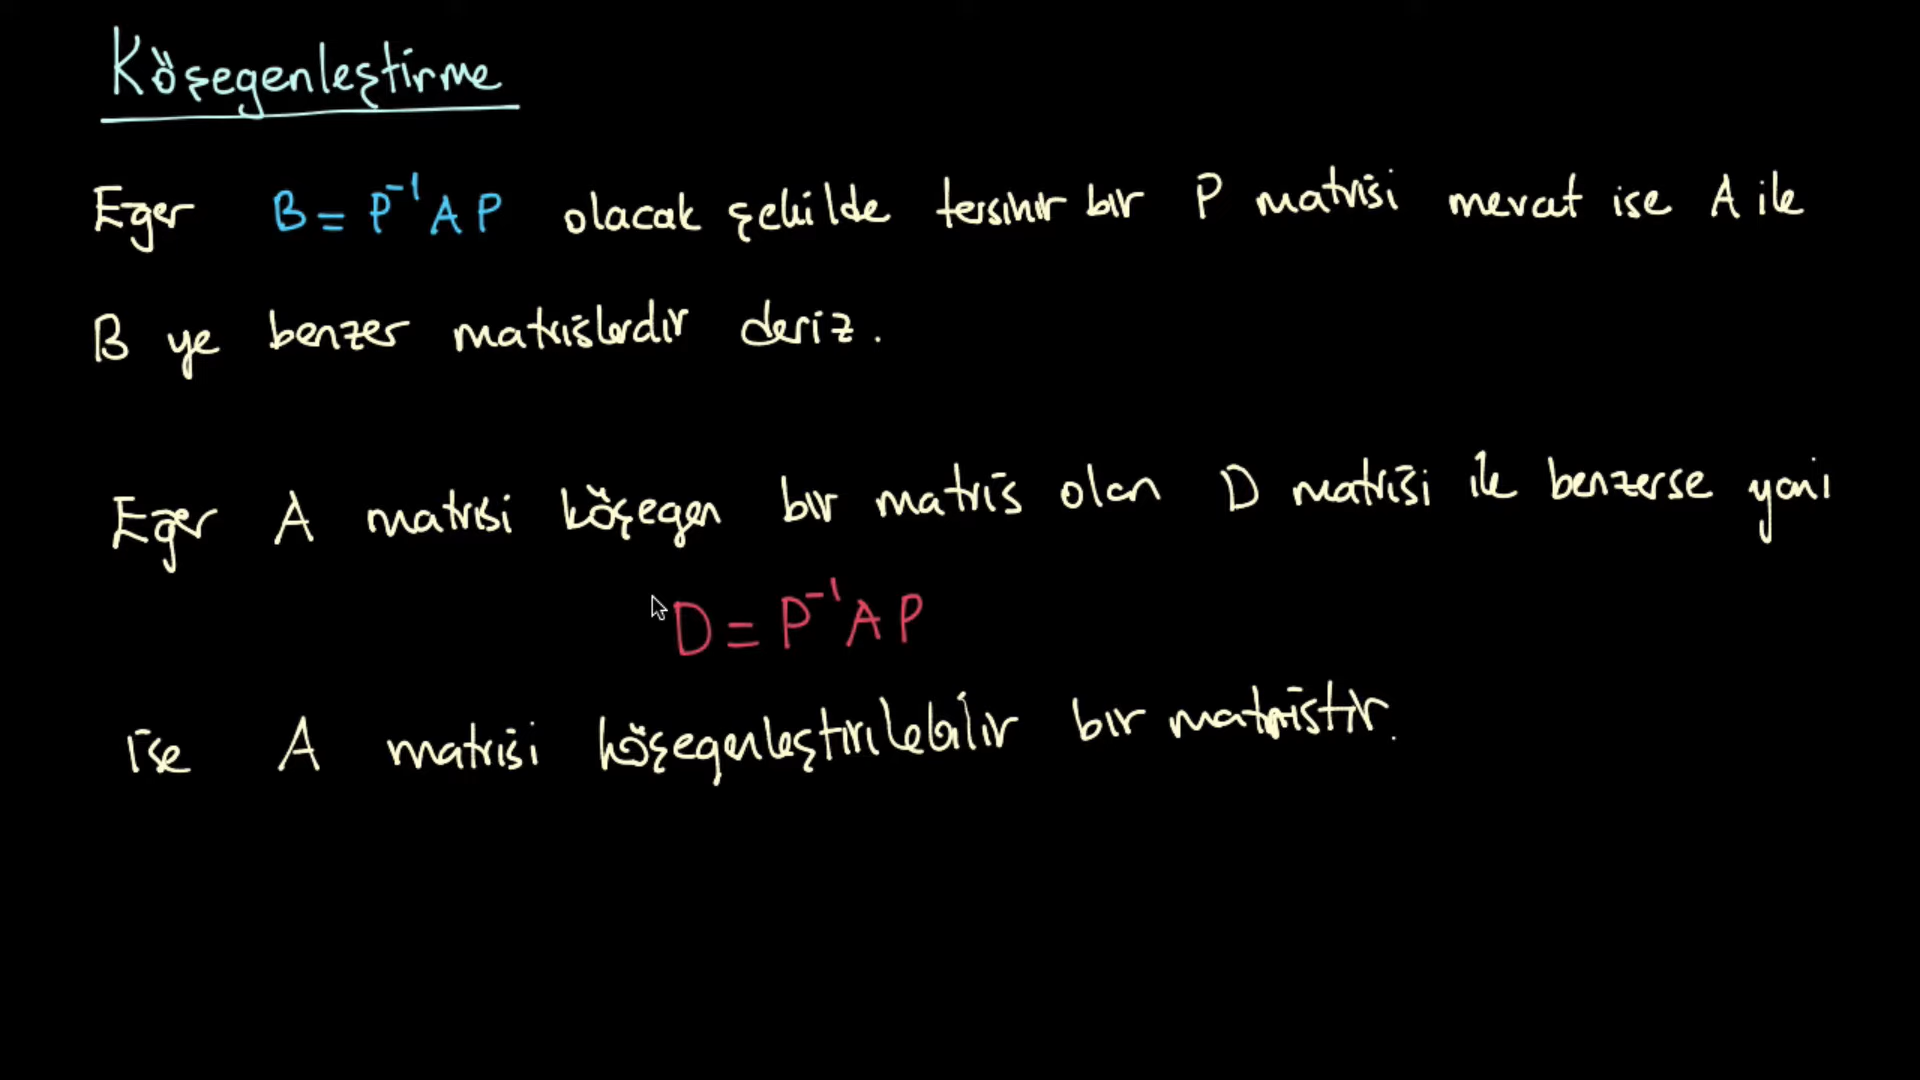 Köşegenleştirme
Eğer B = P⁻¹AP olacak şekilde tersinir bir P matrisi mevcut ise A ile
B ye benzer matrislerdir deriz.
Eğer A matrisi köşegen bir matris olan D matrisi ile benzerse yani
D = P⁻¹AP
ise A matrisi köşegenleştirilebilir bir matristir.